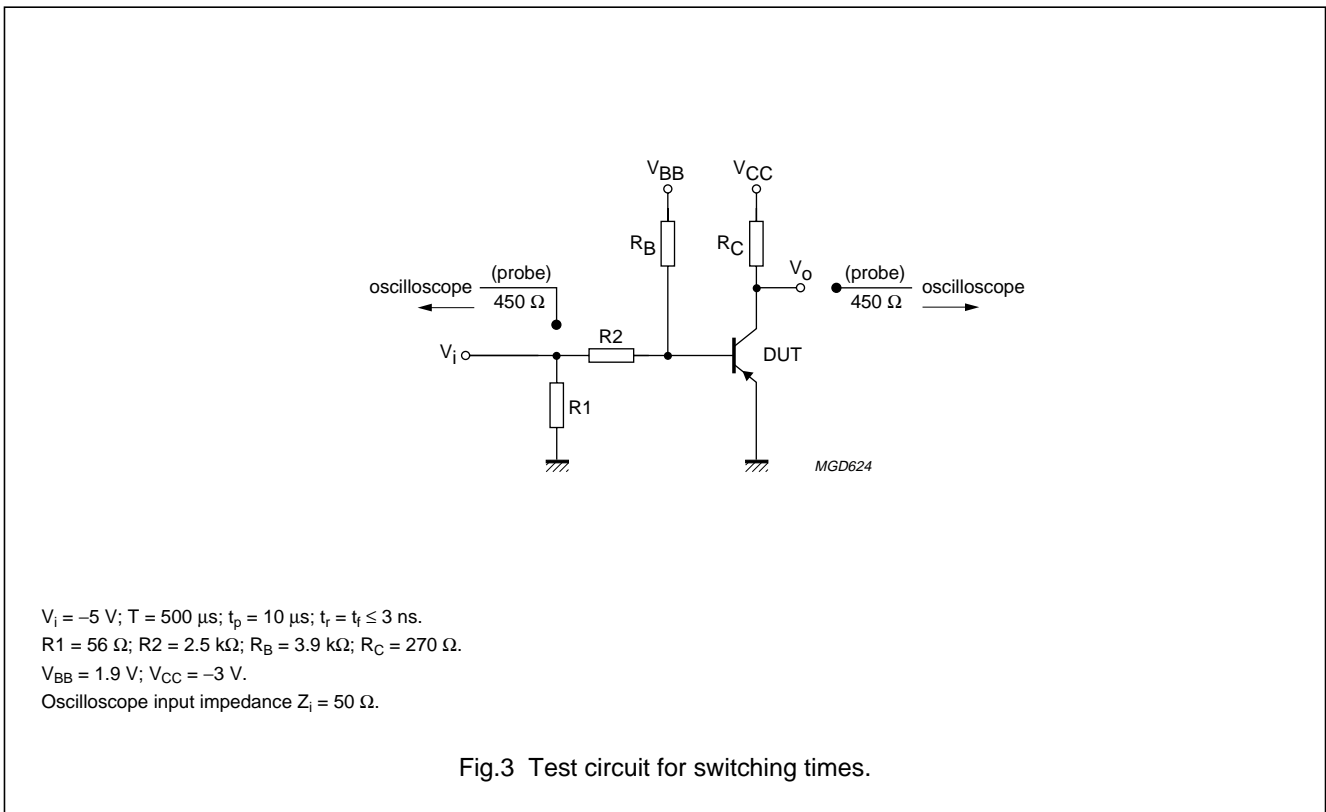 V_BB V_CC
R_B R_C
V_o
oscilloscope (probe) 450 Ω
(probe) 450 Ω oscilloscope
R2
V_i
DUT
R1
MGD624
V_i = −5 V; T = 500 μs; t_p = 10 μs; t_r = t_f ≤ 3 ns.
R1 = 56 Ω; R2 = 2.5 kΩ; R_B = 3.9 kΩ; R_C = 270 Ω.
V_BB = 1.9 V; V_CC = −3 V.
Oscilloscope input impedance Z_i = 50 Ω.
Fig.3 Test circuit for switching times.